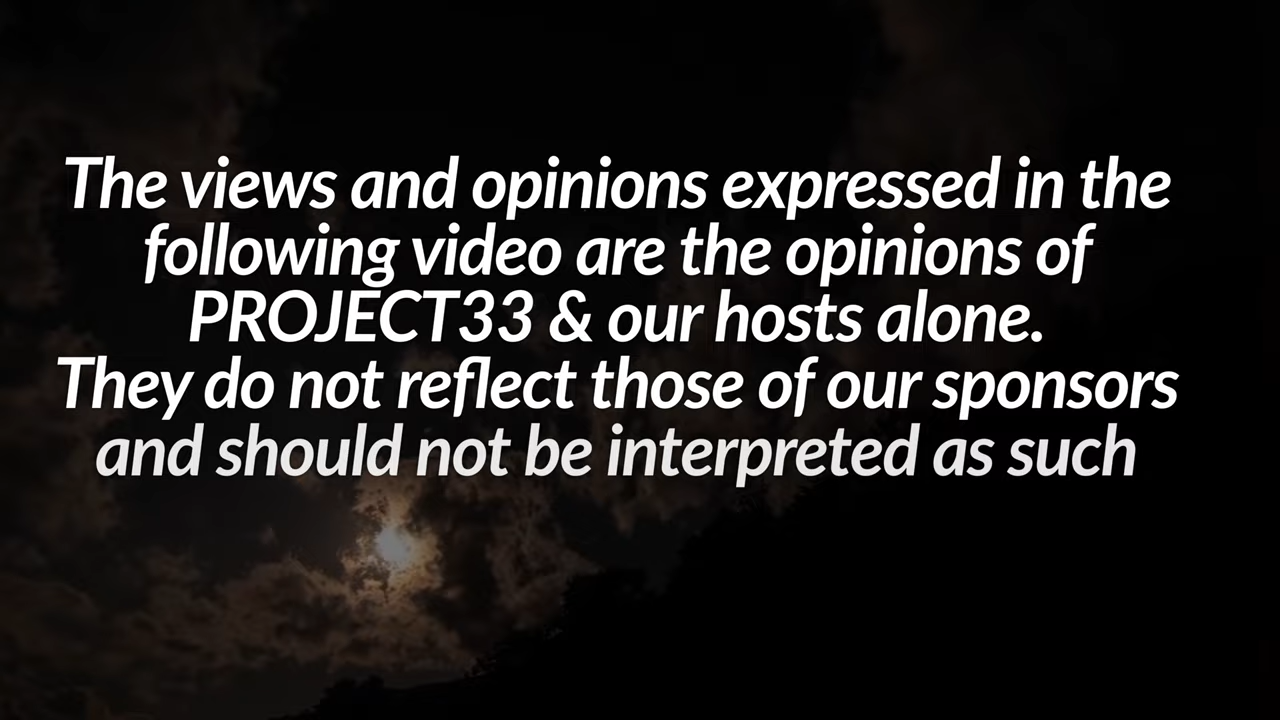 The views and opinions expressed in the
following video are the opinions of
PROJECT33 & our hosts alone.
They do not reflect those of our sponsors
and should not be interpreted as such